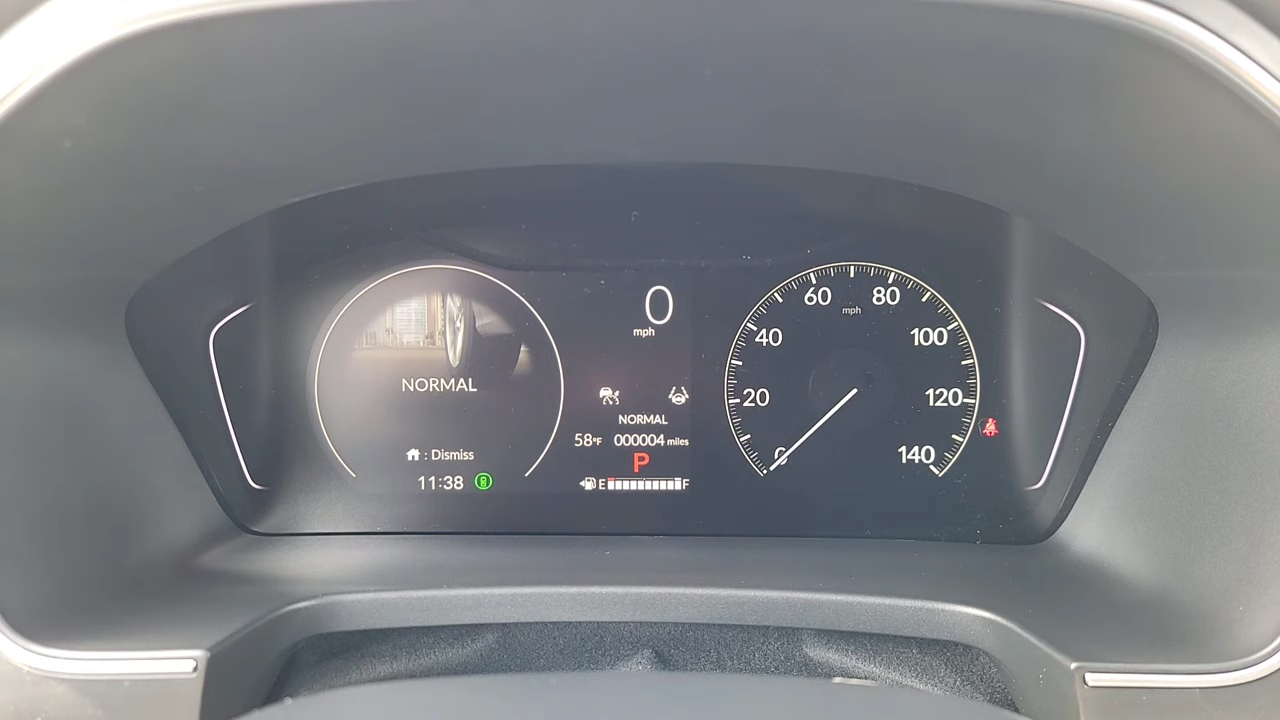 NORMAL
: Dismiss
11:38
0
mph
NORMAL
58°F 000004 miles
P
E F
mph
0
20
40
60
80
100
120
140